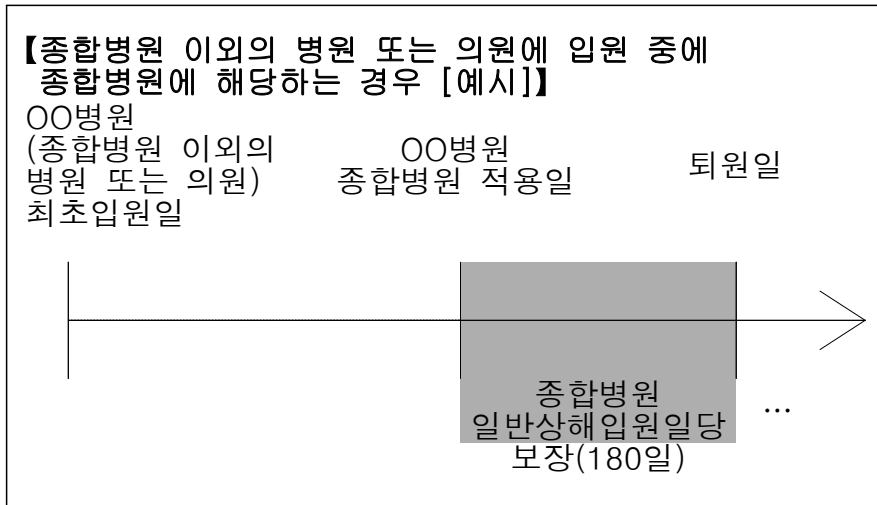 【종합병원 이외의 병원 또는 의원에 입원 중에
종합병원에 해당하는 경우 [예시]】
OO병원
(종합병원 이외의
병원 또는 의원)
최초입원일
OO병원
종합병원 적용일
퇴원일
종합병원
일반상해입원일당
보장(180일)
...